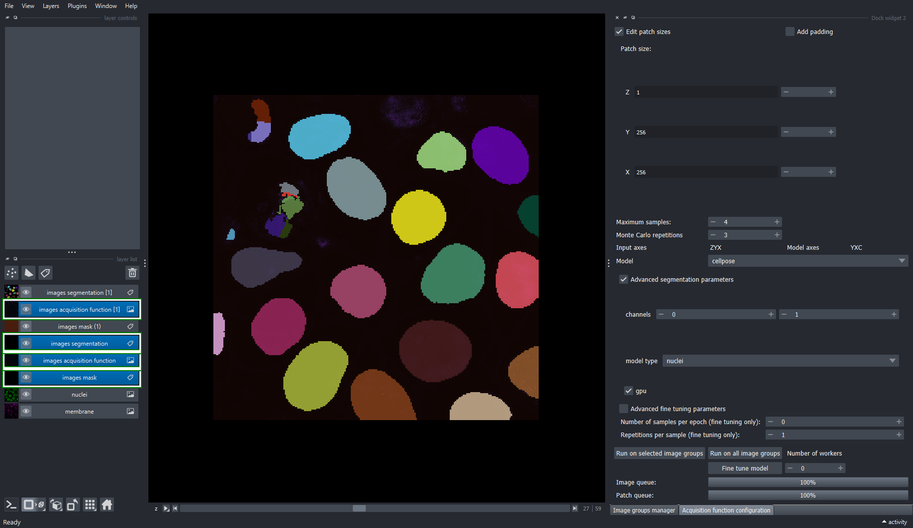 File View Layers Plugins Window Help
layer controls
layer list
images segmentation [1]
images acquisition function [1]
images mask (1)
images segmentation
images acquisition function
images mask
nuclei
membrane
z
27 | 59
Dock widget 2
Edit patch sizes Add padding
Patch size:
Z 1
Y 256
X 256
Maximum samples: 4
Monte Carlo repetitions 3
Input axes ZYX Model axes YXC
Model cellpose
Advanced segmentation parameters
channels 0 1
model type nuclei
gpu
Advanced fine tuning parameters
Number of samples per epoch (fine tuning only): 0
Repetitions per sample (fine tuning only): 1
Run on selected image groups Run on all image groups Number of workers
Fine tune model 0
Image queue: 100%
Patch queue: 100%
Image groups manager Acquisition function configuration
Ready
activity